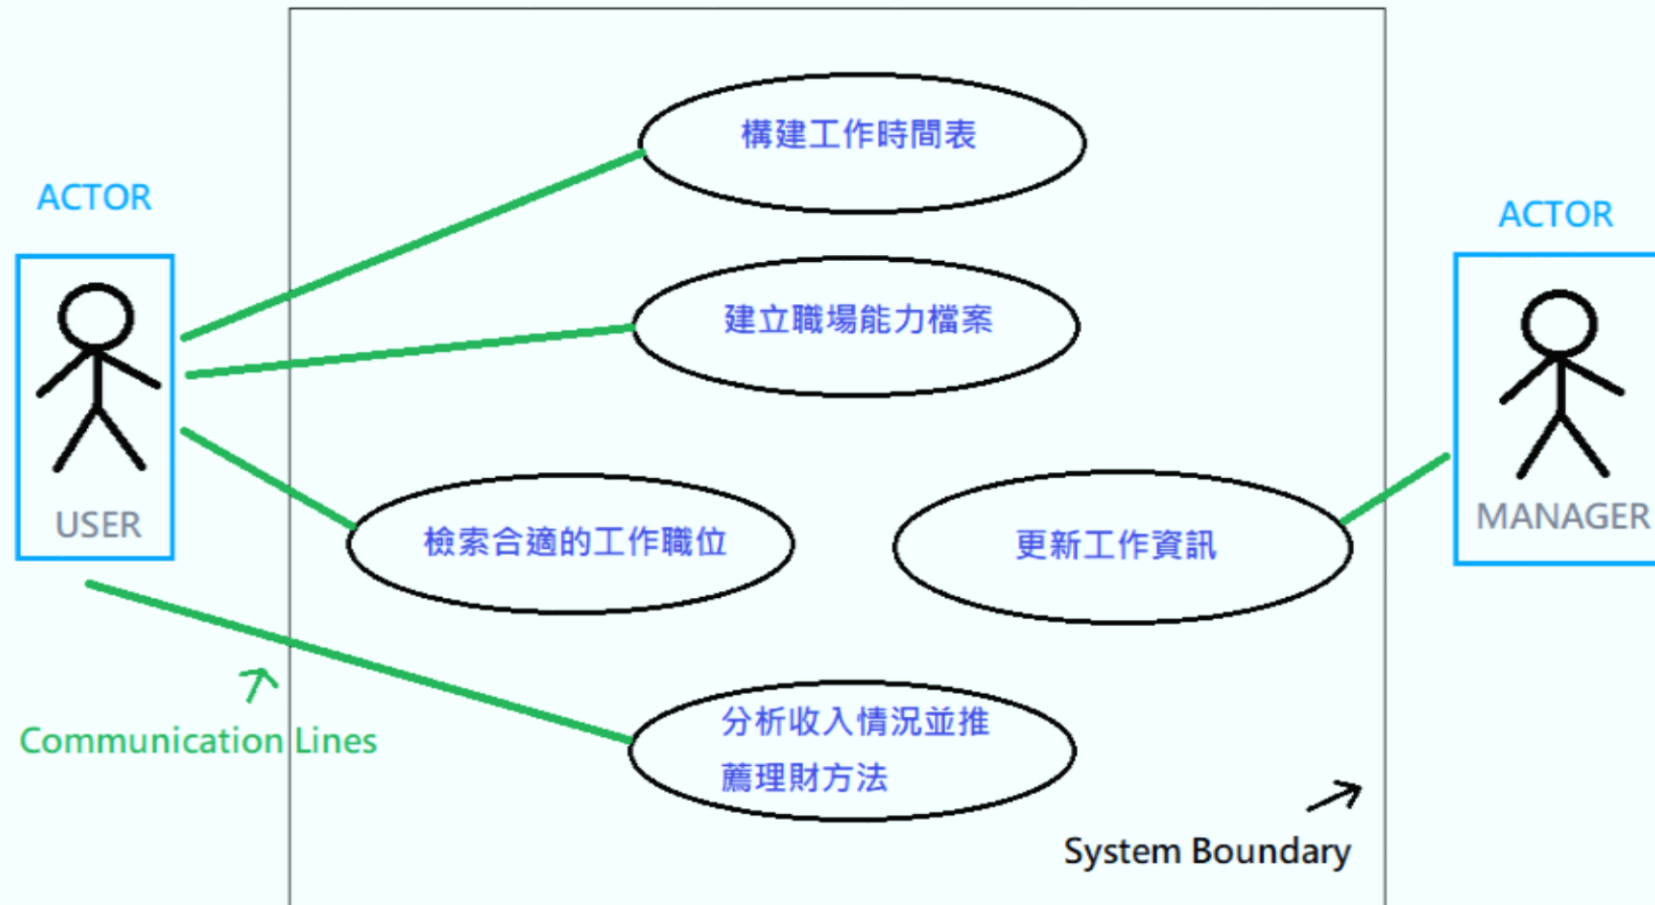 構建工作時間表
ACTOR
ACTOR
建立職場能力檔案
USER
MANAGER
檢索合適的工作職位
更新工作資訊
Communication Lines
分析收入情況並推
薦理財方法
System Boundary